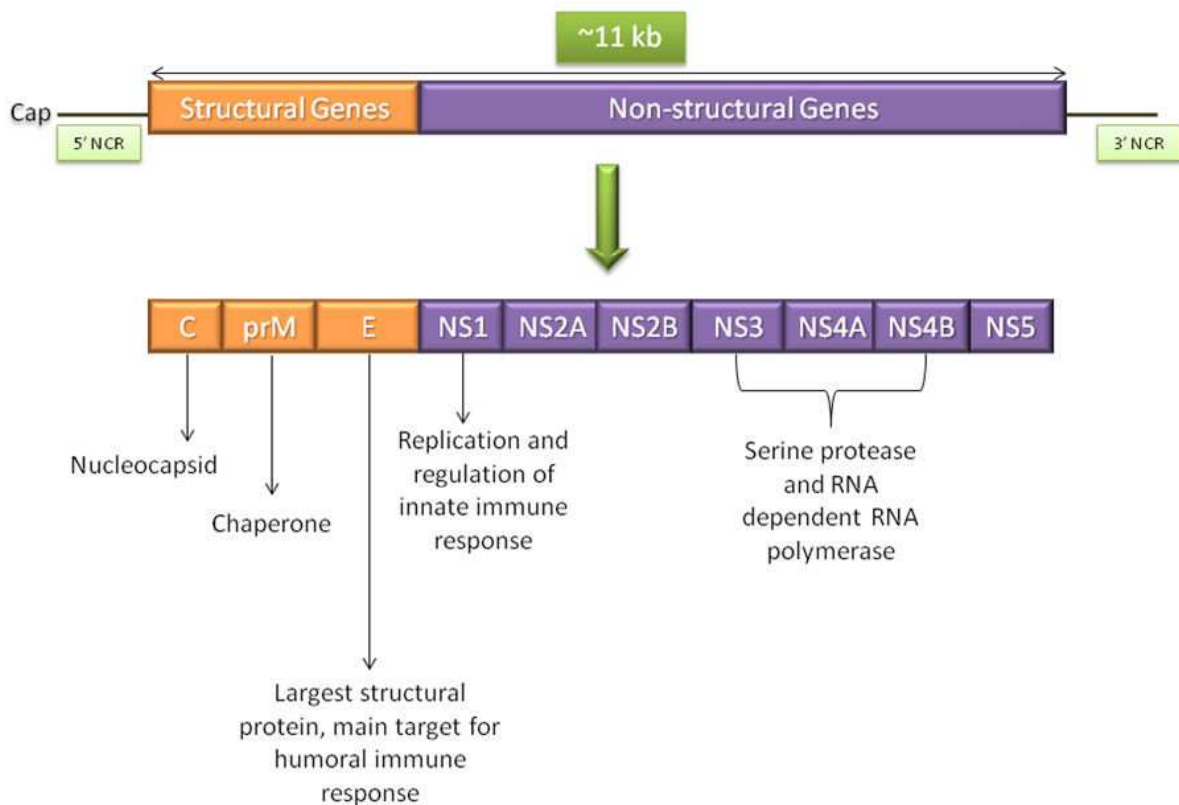 ~11 kb
Cap
Structural Genes
Non-structural Genes
5' NCR
3' NCR
C
prM
E
NS1
NS2A
NS2B
NS3
NS4A
NS4B
NS5
Nucleocapsid
Chaperone
Largest structural
protein, main target for
humoral immune
response
Replication and
regulation of
innate immune
response
Serine protease
and RNA
dependent RNA
polymerase